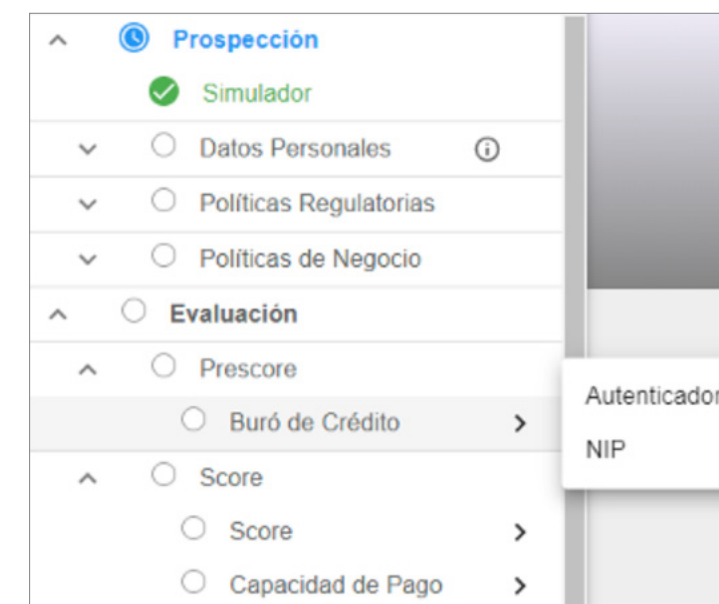 Prospección
Simulador
Datos Personales
Políticas Regulatorias
Políticas de Negocio
Evaluación
Prescore
Buró de Crédito
Autenticador
NIP
Score
Score
Capacidad de Pago